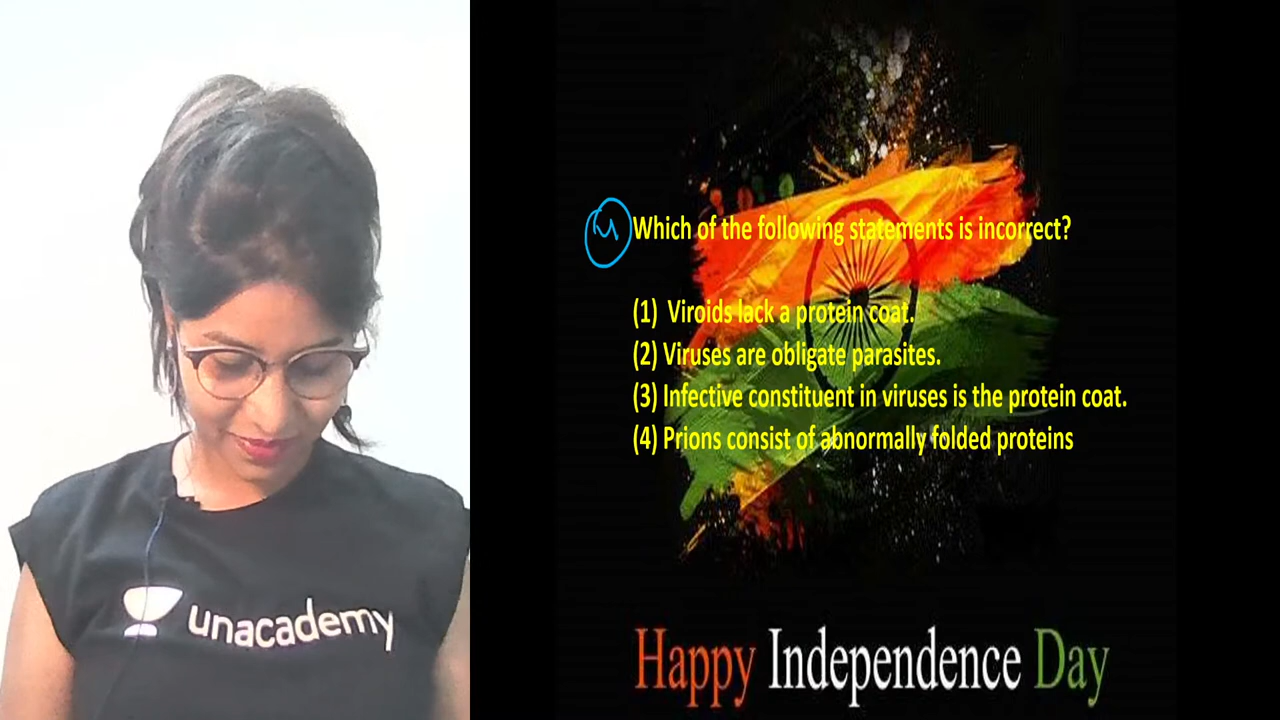 unacademy
Which of the following statements is incorrect?
(1) Viroids lack a protein coat.
(2) Viruses are obligate parasites.
(3) Infective constituent in viruses is the protein coat.
(4) Prions consist of abnormally folded proteins
Happy Independence Day